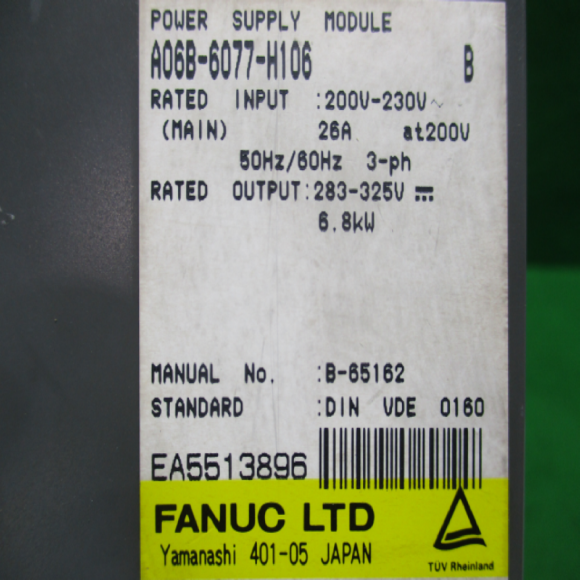 POWER SUPPLY MODULE
A06B-6077-H106 B
RATED INPUT :200V-230V~
(MAIN) 26A at200V
50Hz/60Hz 3-ph
RATED OUTPUT:283-325V ⎓
6.8kW
MANUAL No. :B-65162
STANDARD :DIN VDE 0160
EA5513896
FANUC LTD
Yamanashi 401-05 JAPAN
TÜV Rheinland